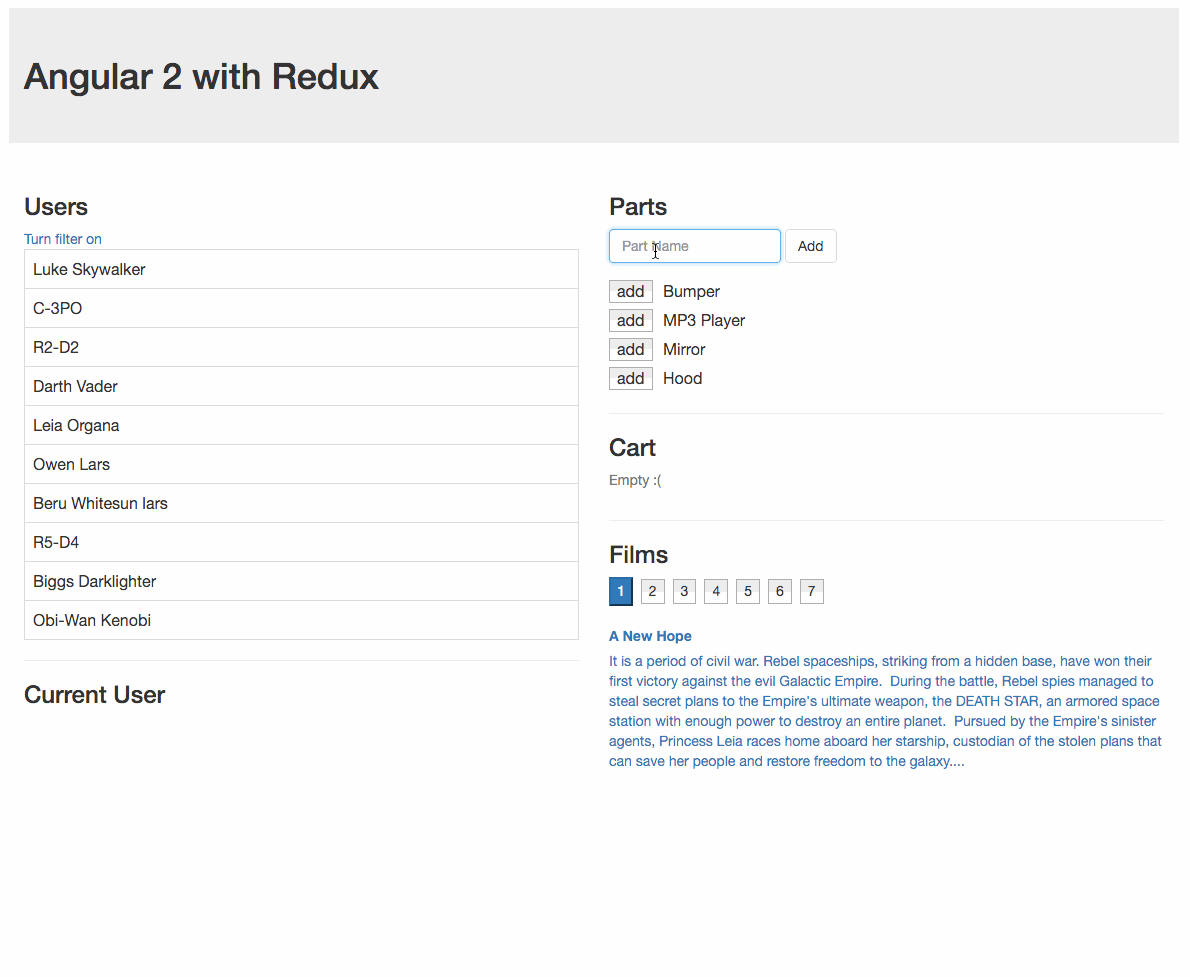 Angular 2 with Redux
Users
Turn filter on
Luke Skywalker
C-3PO
R2-D2
Darth Vader
Leia Organa
Owen Lars
Beru Whitesun lars
R5-D4
Biggs Darklighter
Obi-Wan Kenobi
Current User
Parts
Part Name Add
add Bumper
add MP3 Player
add Mirror
add Hood
Cart
Empty :(
Films
1 2 3 4 5 6 7
A New Hope
It is a period of civil war. Rebel spaceships, striking from a hidden base, have won their
first victory against the evil Galactic Empire.  During the battle, Rebel spies managed to
steal secret plans to the Empire's ultimate weapon, the DEATH STAR, an armored space
station with enough power to destroy an entire planet.  Pursued by the Empire's sinister
agents, Princess Leia races home aboard her starship, custodian of the stolen plans that
can save her people and restore freedom to the galaxy....